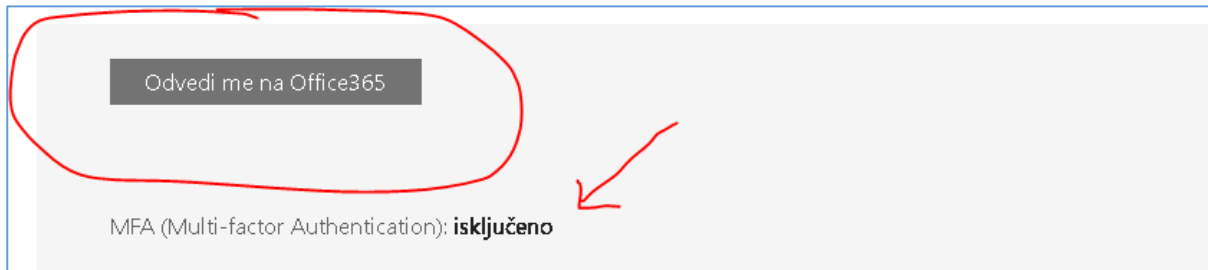 Odvedi me na Office365
MFA (Multi-factor Authentication): isključeno